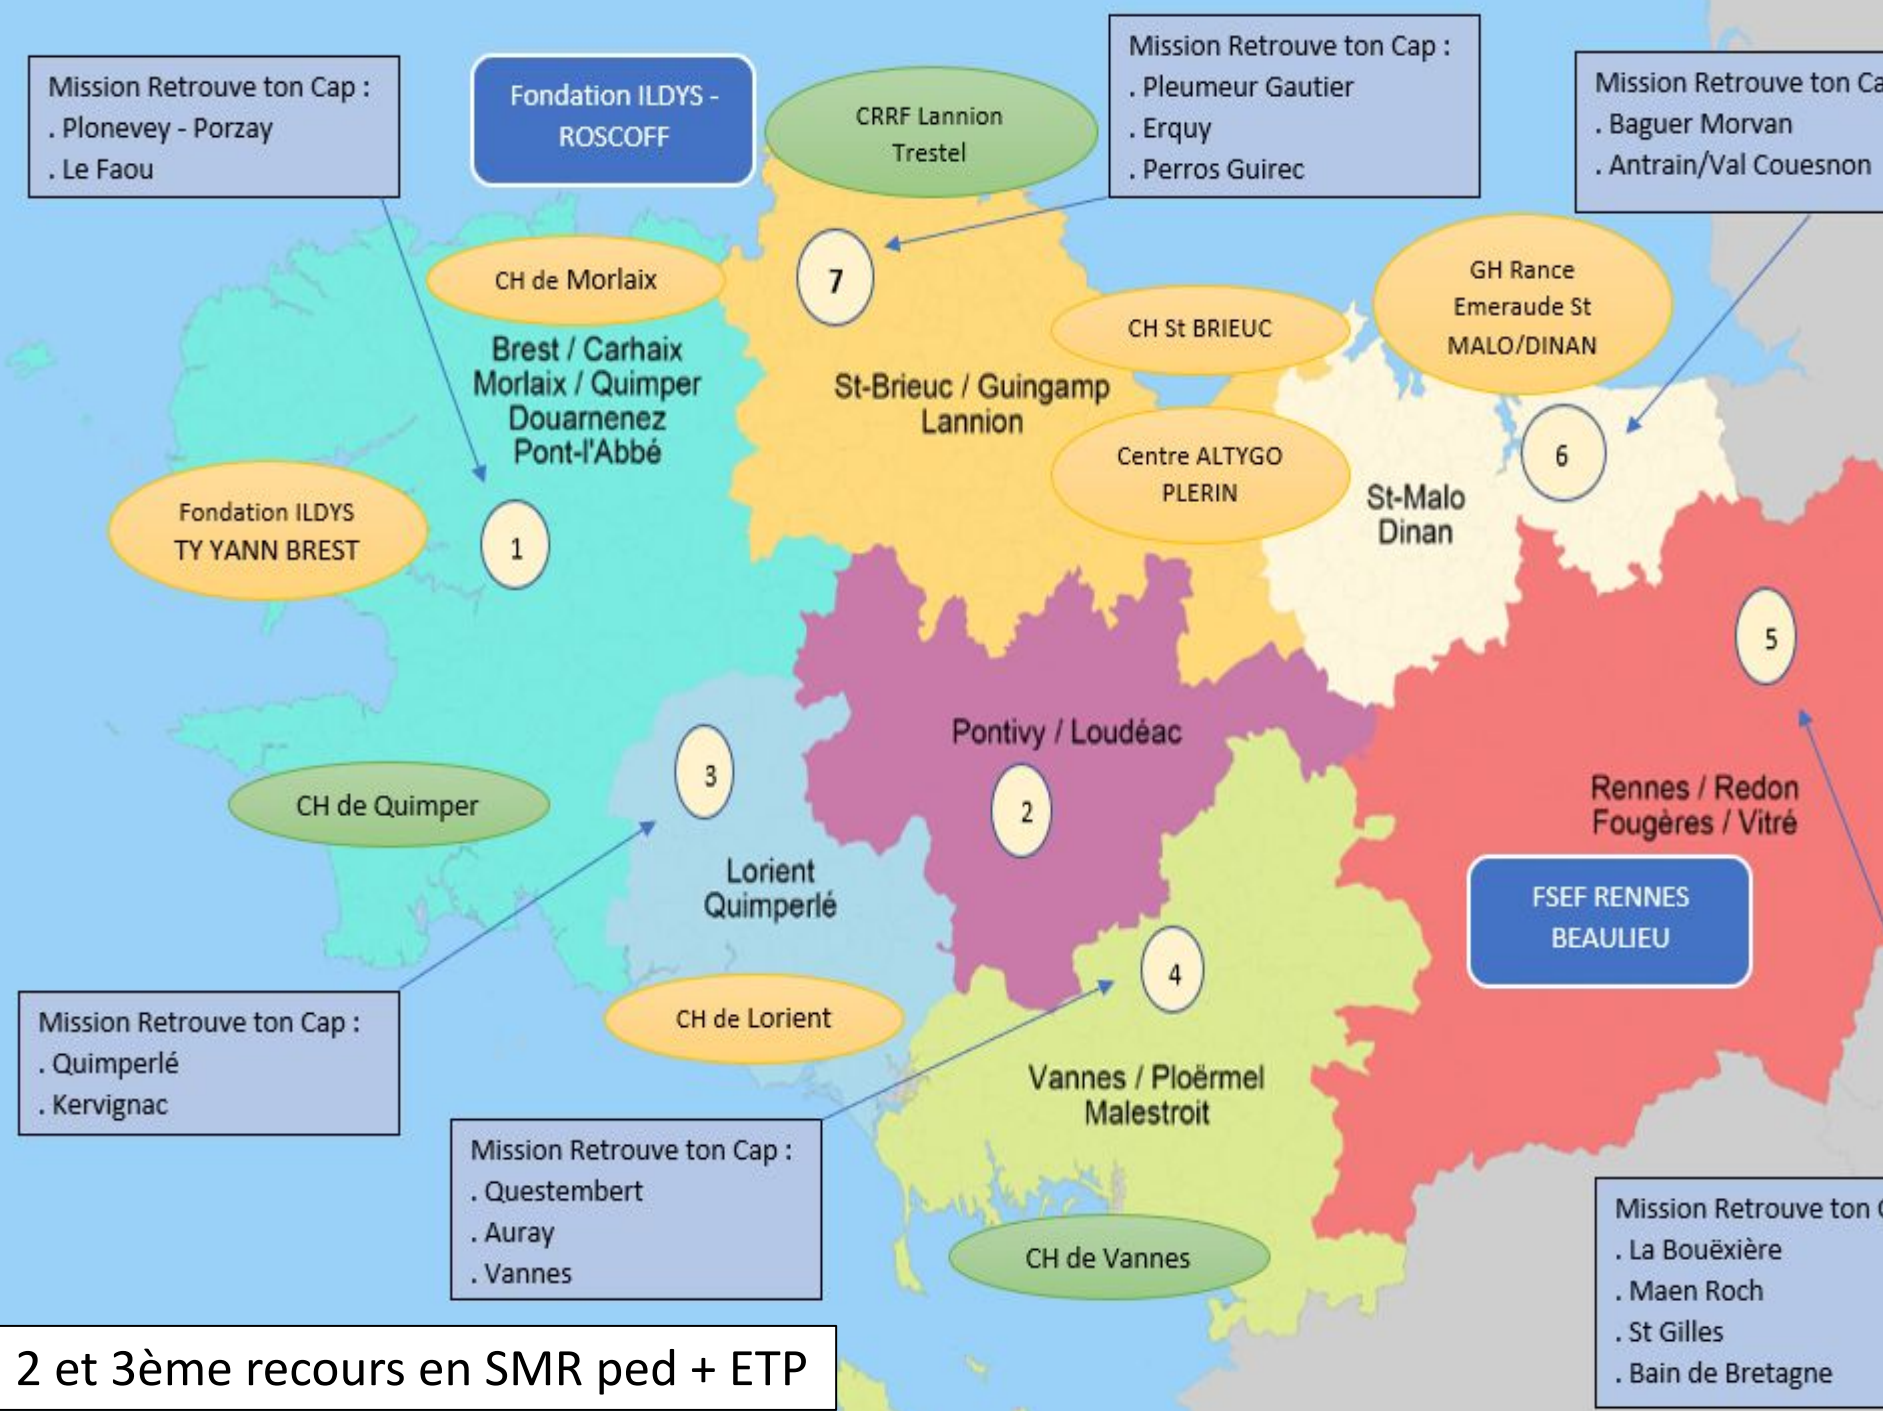 Mission Retrouve ton Cap :
. Plonevey - Porzay
. Le Faou
Fondation ILDYS -
ROSCOFF
CRRF Lannion
Trestel
Mission Retrouve ton Cap :
. Pleumeur Gautier
. Erquy
. Perros Guirec
Mission Retrouve ton Ca
. Baguer Morvan
. Antrain/Val Couesnon
CH de Morlaix
7
GH Rance
Emeraude St
MALO/DINAN
CH St BRIEUC
Brest / Carhaix
Morlaix / Quimper
Douarnenez
Pont-l'Abbé
St-Brieuc / Guingamp
Lannion
Centre ALTYGO
PLERIN
6
St-Malo
Dinan
Fondation ILDYS
TY YANN BREST
1
5
Pontivy / Loudéac
2
3
CH de Quimper
Rennes / Redon
Fougères / Vitré
Lorient
Quimperlé
FSEF RENNES
BEAULIEU
4
CH de Lorient
Mission Retrouve ton Cap :
. Quimperlé
. Kervignac
Vannes / Ploërmel
Malestroit
Mission Retrouve ton Cap :
. Questembert
. Auray
. Vannes
CH de Vannes
Mission Retrouve ton
. La Bouëxière
. Maen Roch
. St Gilles
. Bain de Bretagne
2 et 3ème recours en SMR ped + ETP